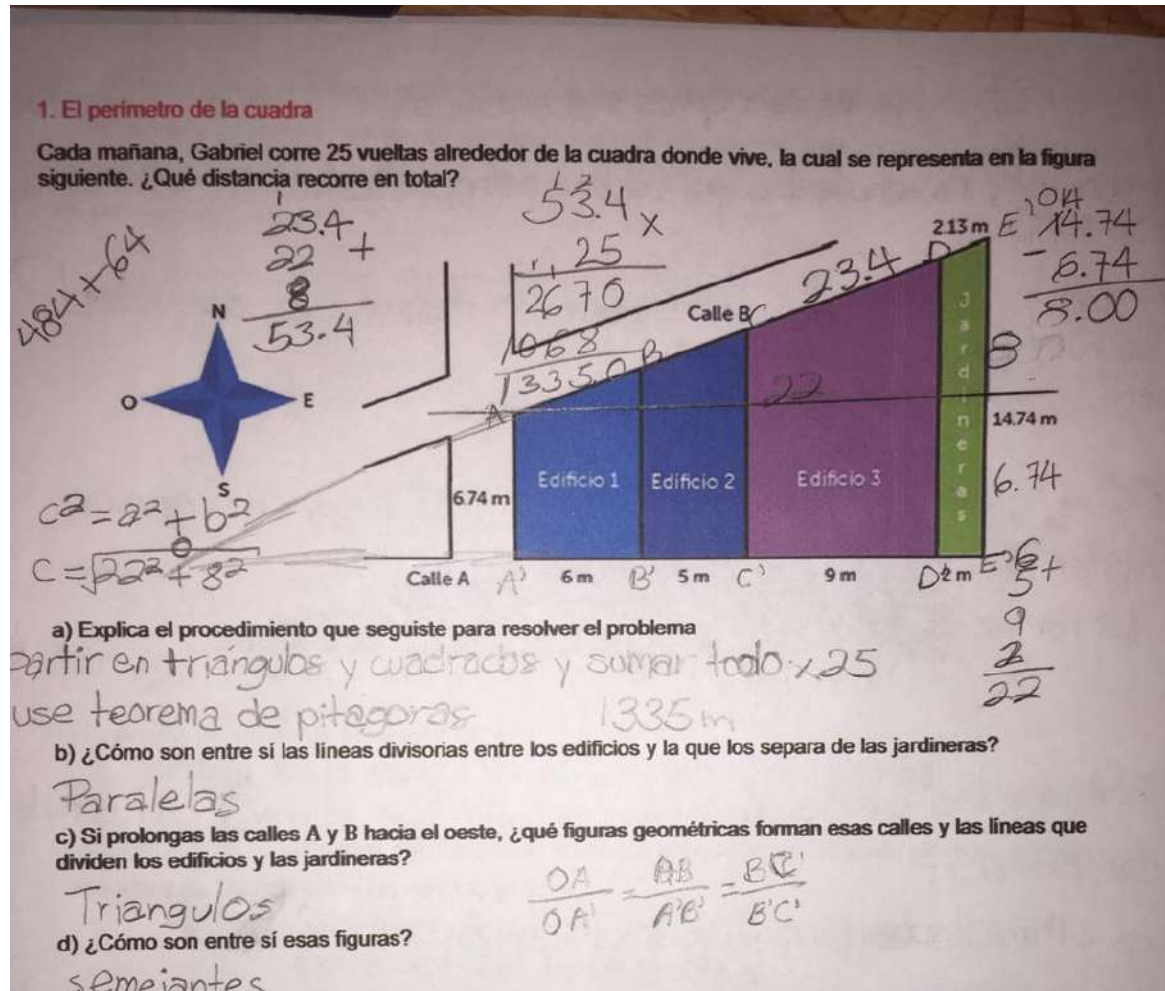 1. El perímetro de la cuadra
Cada mañana, Gabriel corre 25 vueltas alrededor de la cuadra donde vive, la cual se representa en la figura
siguiente. ¿Qué distancia recorre en total?
484+64
23.4
22 +
8
53.4
53.4 x
25
2670
1068
13350
2.13 m E
14.74
- 6.74
8.00
N
O
E
S
Calle B
C
23.4
D
B
A
22
8
14.74 m
6.74
6.74 m
Edificio 1
Edificio 2
Edificio 3
Jardineras
c²=a²+b²
c=√22²+8²
O
Calle A
A'
6 m
B'
5 m
C'
9 m
D'
2 m
E'
6
5+
9
2
22
a) Explica el procedimiento que seguiste para resolver el problema
partir en triángulos y cuadrados y sumar todo x25
use teorema de pitagoras 1335 m
b) ¿Cómo son entre sí las líneas divisorias entre los edificios y la que los separa de las jardineras?
Paralelas
c) Si prolongas las calles A y B hacia el oeste, ¿qué figuras geométricas forman esas calles y las líneas que
dividen los edificios y las jardineras?
Triangulos
OA/OA' = AB/A'B' = BC/B'C'
d) ¿Cómo son entre sí esas figuras?
semejantes